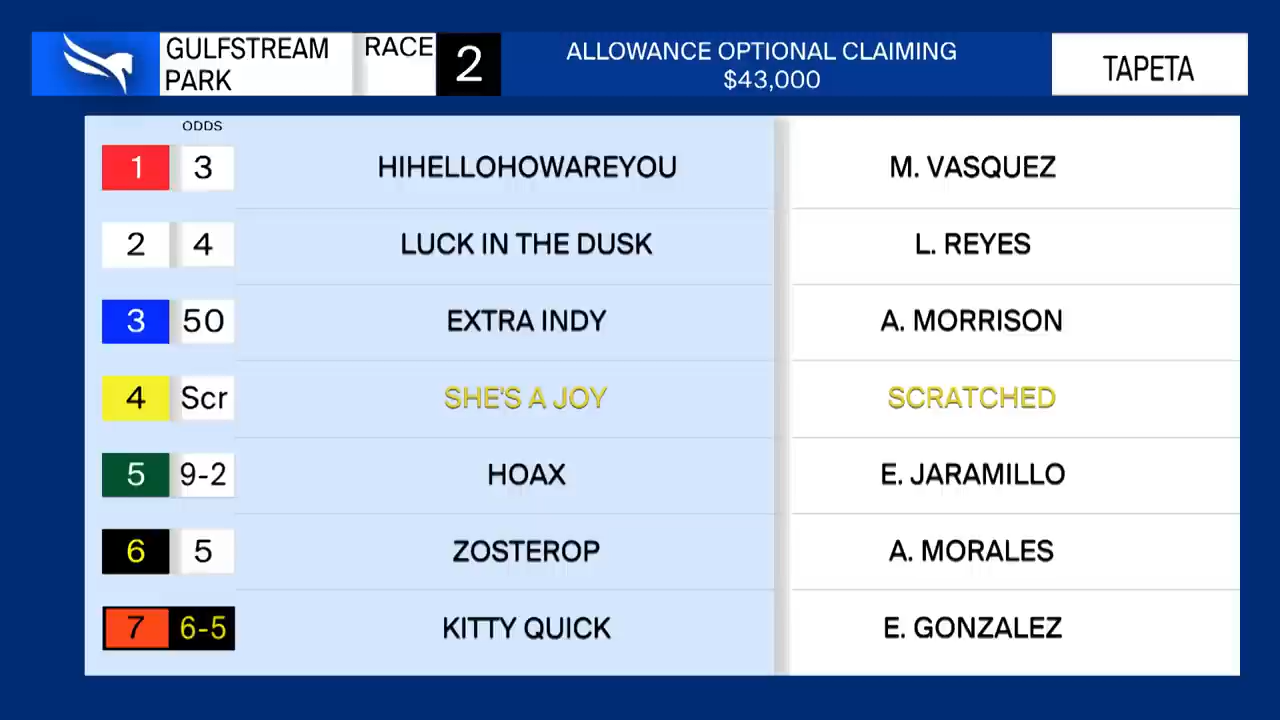 GULFSTREAM PARK
RACE 2
ALLOWANCE OPTIONAL CLAIMING
$43,000
TAPETA
ODDS
1 3 HIHELLOHOWAREYOU M. VASQUEZ
2 4 LUCK IN THE DUSK L. REYES
3 50 EXTRA INDY A. MORRISON
4 Scr SHE'S A JOY SCRATCHED
5 9-2 HOAX E. JARAMILLO
6 5 ZOSTEROP A. MORALES
7 6-5 KITTY QUICK E. GONZALEZ